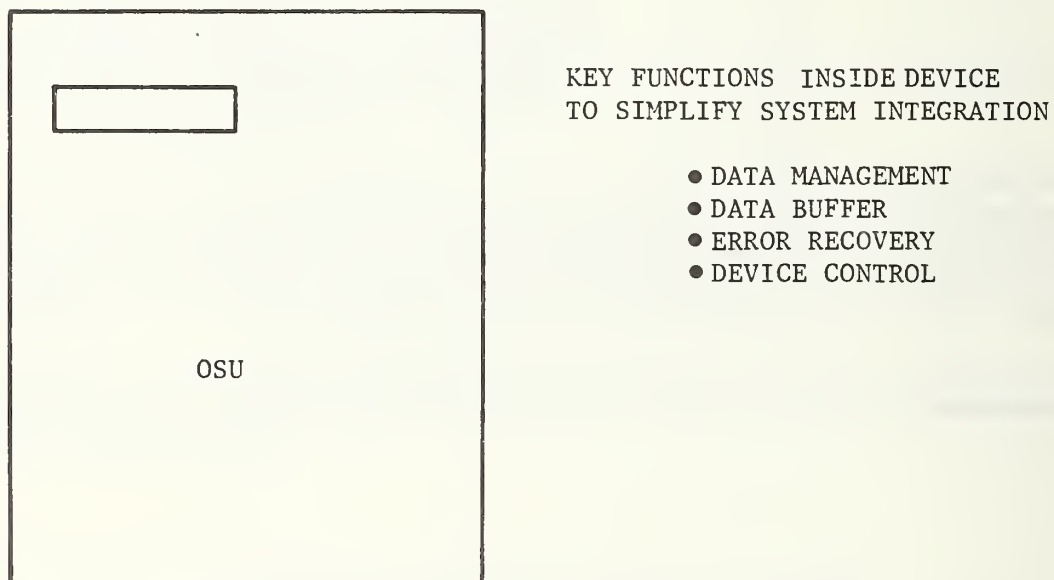 KEY FUNCTIONS INSIDE DEVICE
TO SIMPLIFY SYSTEM INTEGRATION
● DATA MANAGEMENT
● DATA BUFFER
● ERROR RECOVERY
● DEVICE CONTROL
OSU